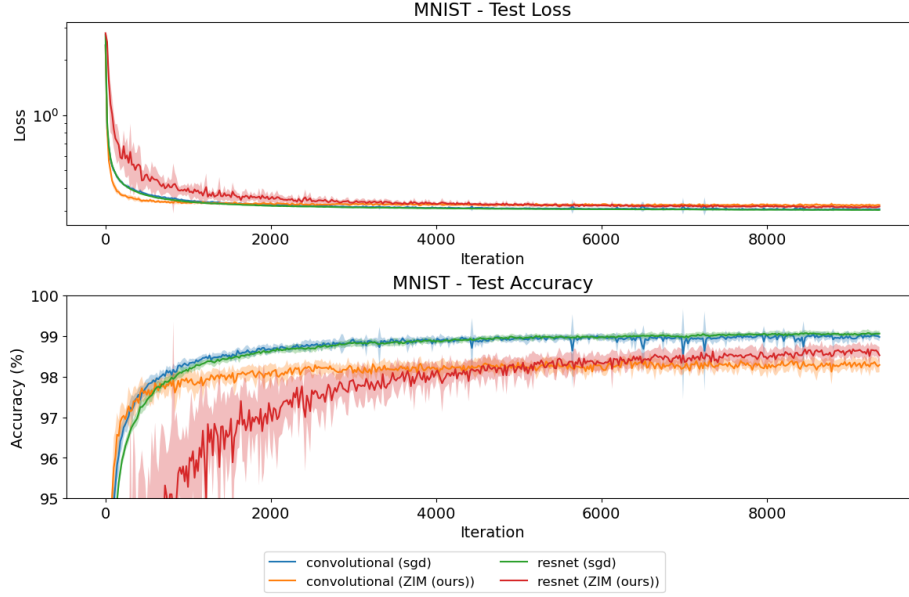 MNIST - Test Loss
Loss
10⁰
0 2000 4000 6000 8000
Iteration
MNIST - Test Accuracy
Accuracy (%)
100
99
98
97
96
95
0 2000 4000 6000 8000
Iteration
convolutional (sgd) resnet (sgd)
convolutional (ZIM (ours)) resnet (ZIM (ours))